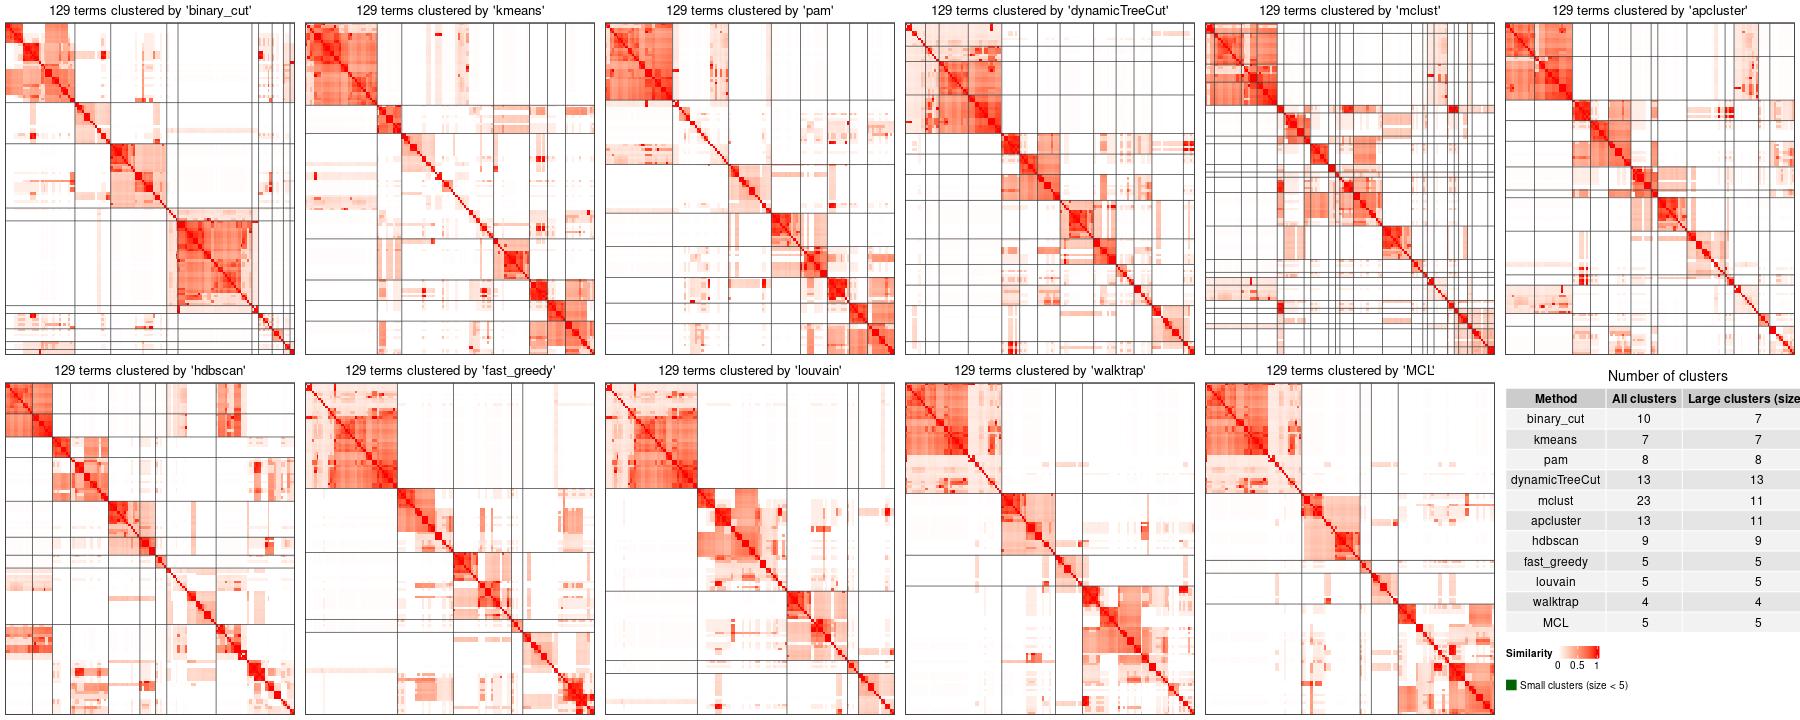 129 terms clustered by 'binary_cut'
129 terms clustered by 'kmeans'
129 terms clustered by 'pam'
129 terms clustered by 'dynamicTreeCut'
129 terms clustered by 'mclust'
129 terms clustered by 'apcluster'
129 terms clustered by 'hdbscan'
129 terms clustered by 'fast_greedy'
129 terms clustered by 'louvain'
129 terms clustered by 'walktrap'
129 terms clustered by 'MCL'
Number of clusters
Method All clusters Large clusters (size
binary_cut 10 7
kmeans 7 7
pam 8 8
dynamicTreeCut 13 13
mclust 23 11
apcluster 13 11
hdbscan 9 9
fast_greedy 5 5
louvain 5 5
walktrap 4 4
MCL 5 5
Similarity
0 0.5 1
Small clusters (size < 5)